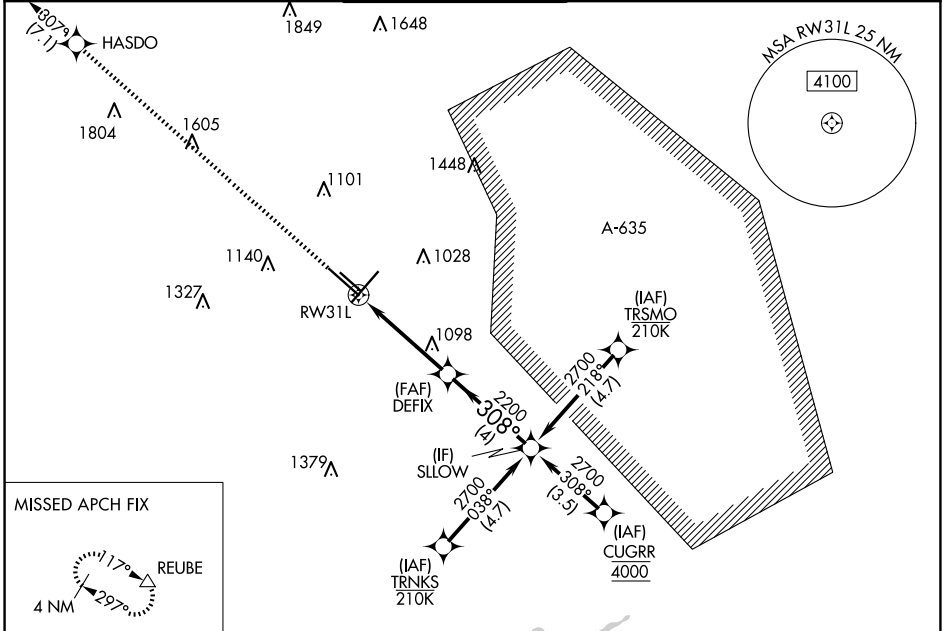 307°
(7.1)
HASDO
1849
1648
MSA RW31L 25 NM
4100
1804
1605
1448
1101
A-635
1140
1028
1327
RW31L
(IAF)
TRSMO
210K
1098
2700
218°
(4.7)
(FAF)
DEFIX
2200
308°
(4)
(IF)
SLLOW
1379
2700
308°
(3.5)
2700
038°
(4.7)
(IAF)
CUGRR
4000
(IAF)
TRNKS
210K
MISSED APCH FIX
117°
REUBE
4 NM
297°